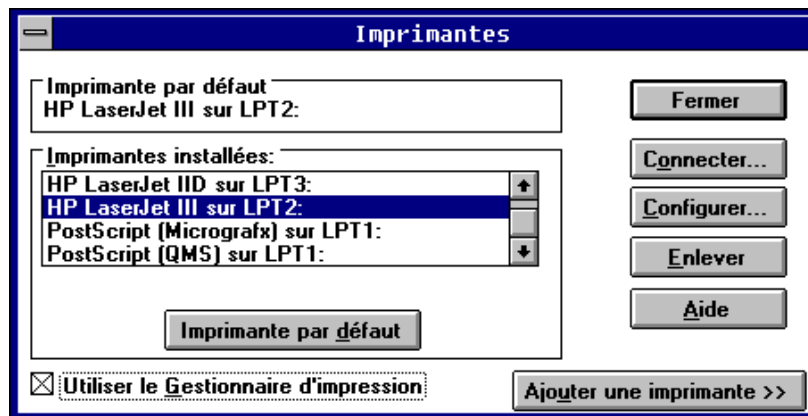 Imprimantes
Imprimante par défaut
HP LaserJet III sur LPT2:
Fermer
Imprimantes installées:
HP LaserJet IID sur LPT3:
HP LaserJet III sur LPT2:
PostScript (Micrografx) sur LPT1:
PostScript (QMS) sur LPT1:
Connecter...
Configurer...
Enlever
Aide
Imprimante par défaut
Utiliser le Gestionnaire d'impression
Ajouter une imprimante >>